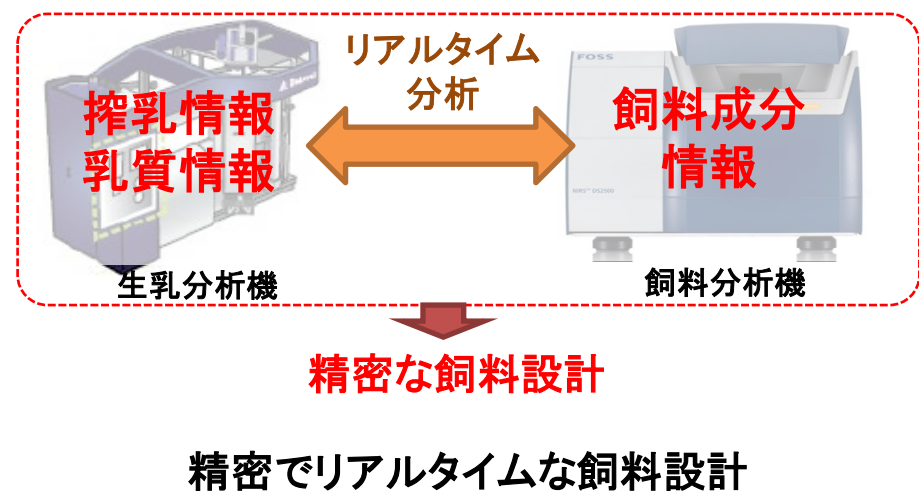 リアルタイム
分析
搾乳情報
乳質情報
FOSS
飼料成分
情報
生乳分析機
飼料分析機
精密な飼料設計
精密でリアルタイムな飼料設計